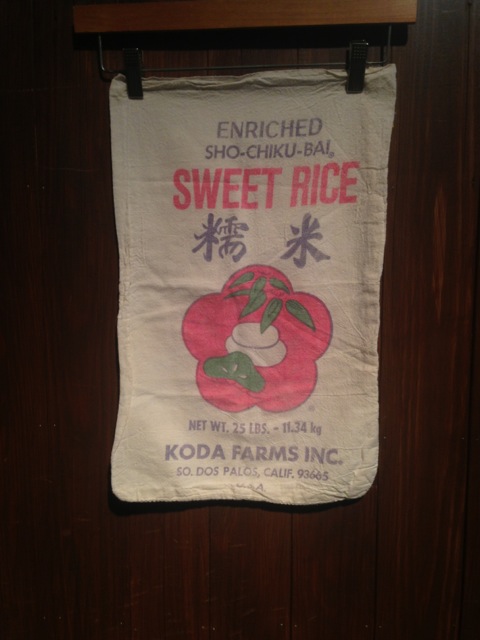 ENRICHED
SHO-CHIKU-BAI®
SWEET RICE
糯米
®
NET WT. 25 LBS. - 11.34 kg
KODA FARMS INC.
SO. DOS PALOS, CALIF. 93665
U.S.A.